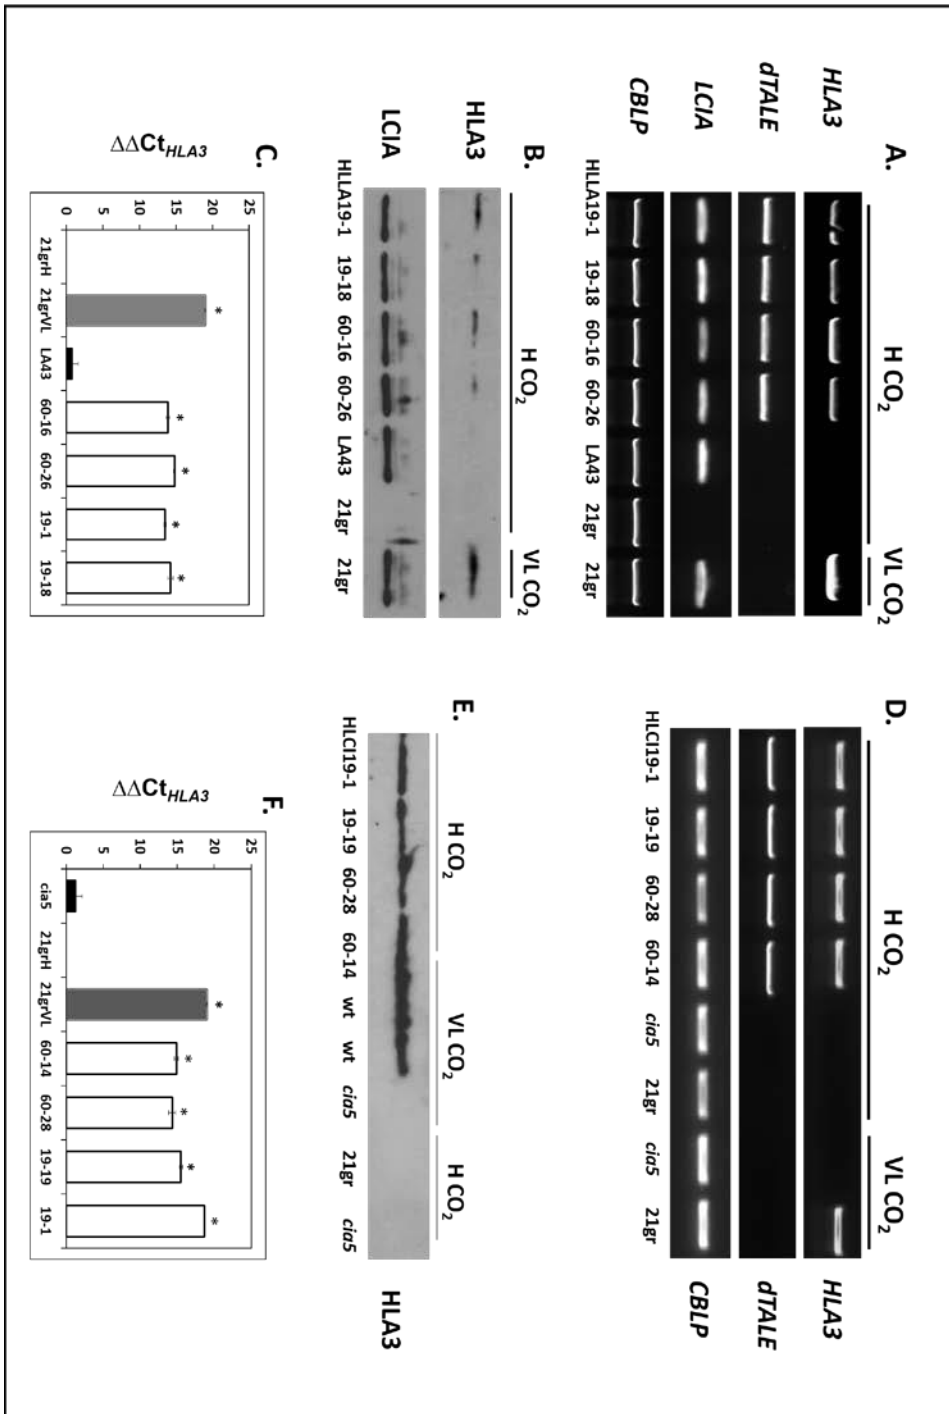 A.
H CO2
VL CO2
HLA3
dTALE
LCIA
CBLP
HLLA19-1
19-18
60-16
60-26
LA43
21gr
21gr
B.
H CO2
VL CO2
HLA3
LCIA
HLLA19-1
19-18
60-16
60-26
LA43
21gr
21gr
C.
ΔΔCtHLA3
25
20
15
10
5
0
*
*
*
*
*
21grH
21grVL
LA43
60-16
60-26
19-1
19-18
D.
H CO2
VL CO2
HLA3
dTALE
CBLP
HLCI19-1
19-19
60-28
60-14
cia5
21gr
cia5
21gr
E.
H CO2
VL CO2
H CO2
HLA3
HLCI19-1
19-19
60-28
60-14
wt
wt
cia5
21gr
cia5
F.
ΔΔCtHLA3
25
20
15
10
5
0
*
*
*
*
*
cia5
21grH
21grVL
60-14
60-28
19-19
19-1